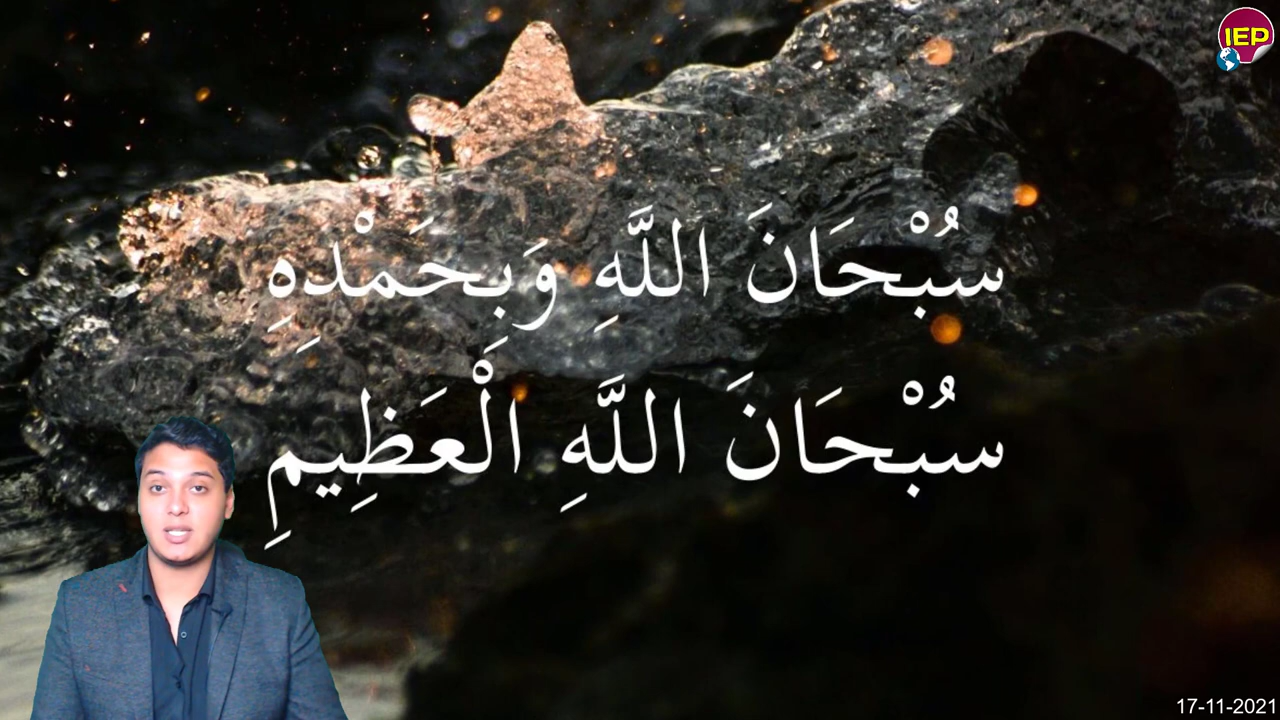 IEP
سُبْحَانَ اللَّهِ وَبِحَمْدِهِ
سُبْحَانَ اللَّهِ الْعَظِيمِ
17-11-2021